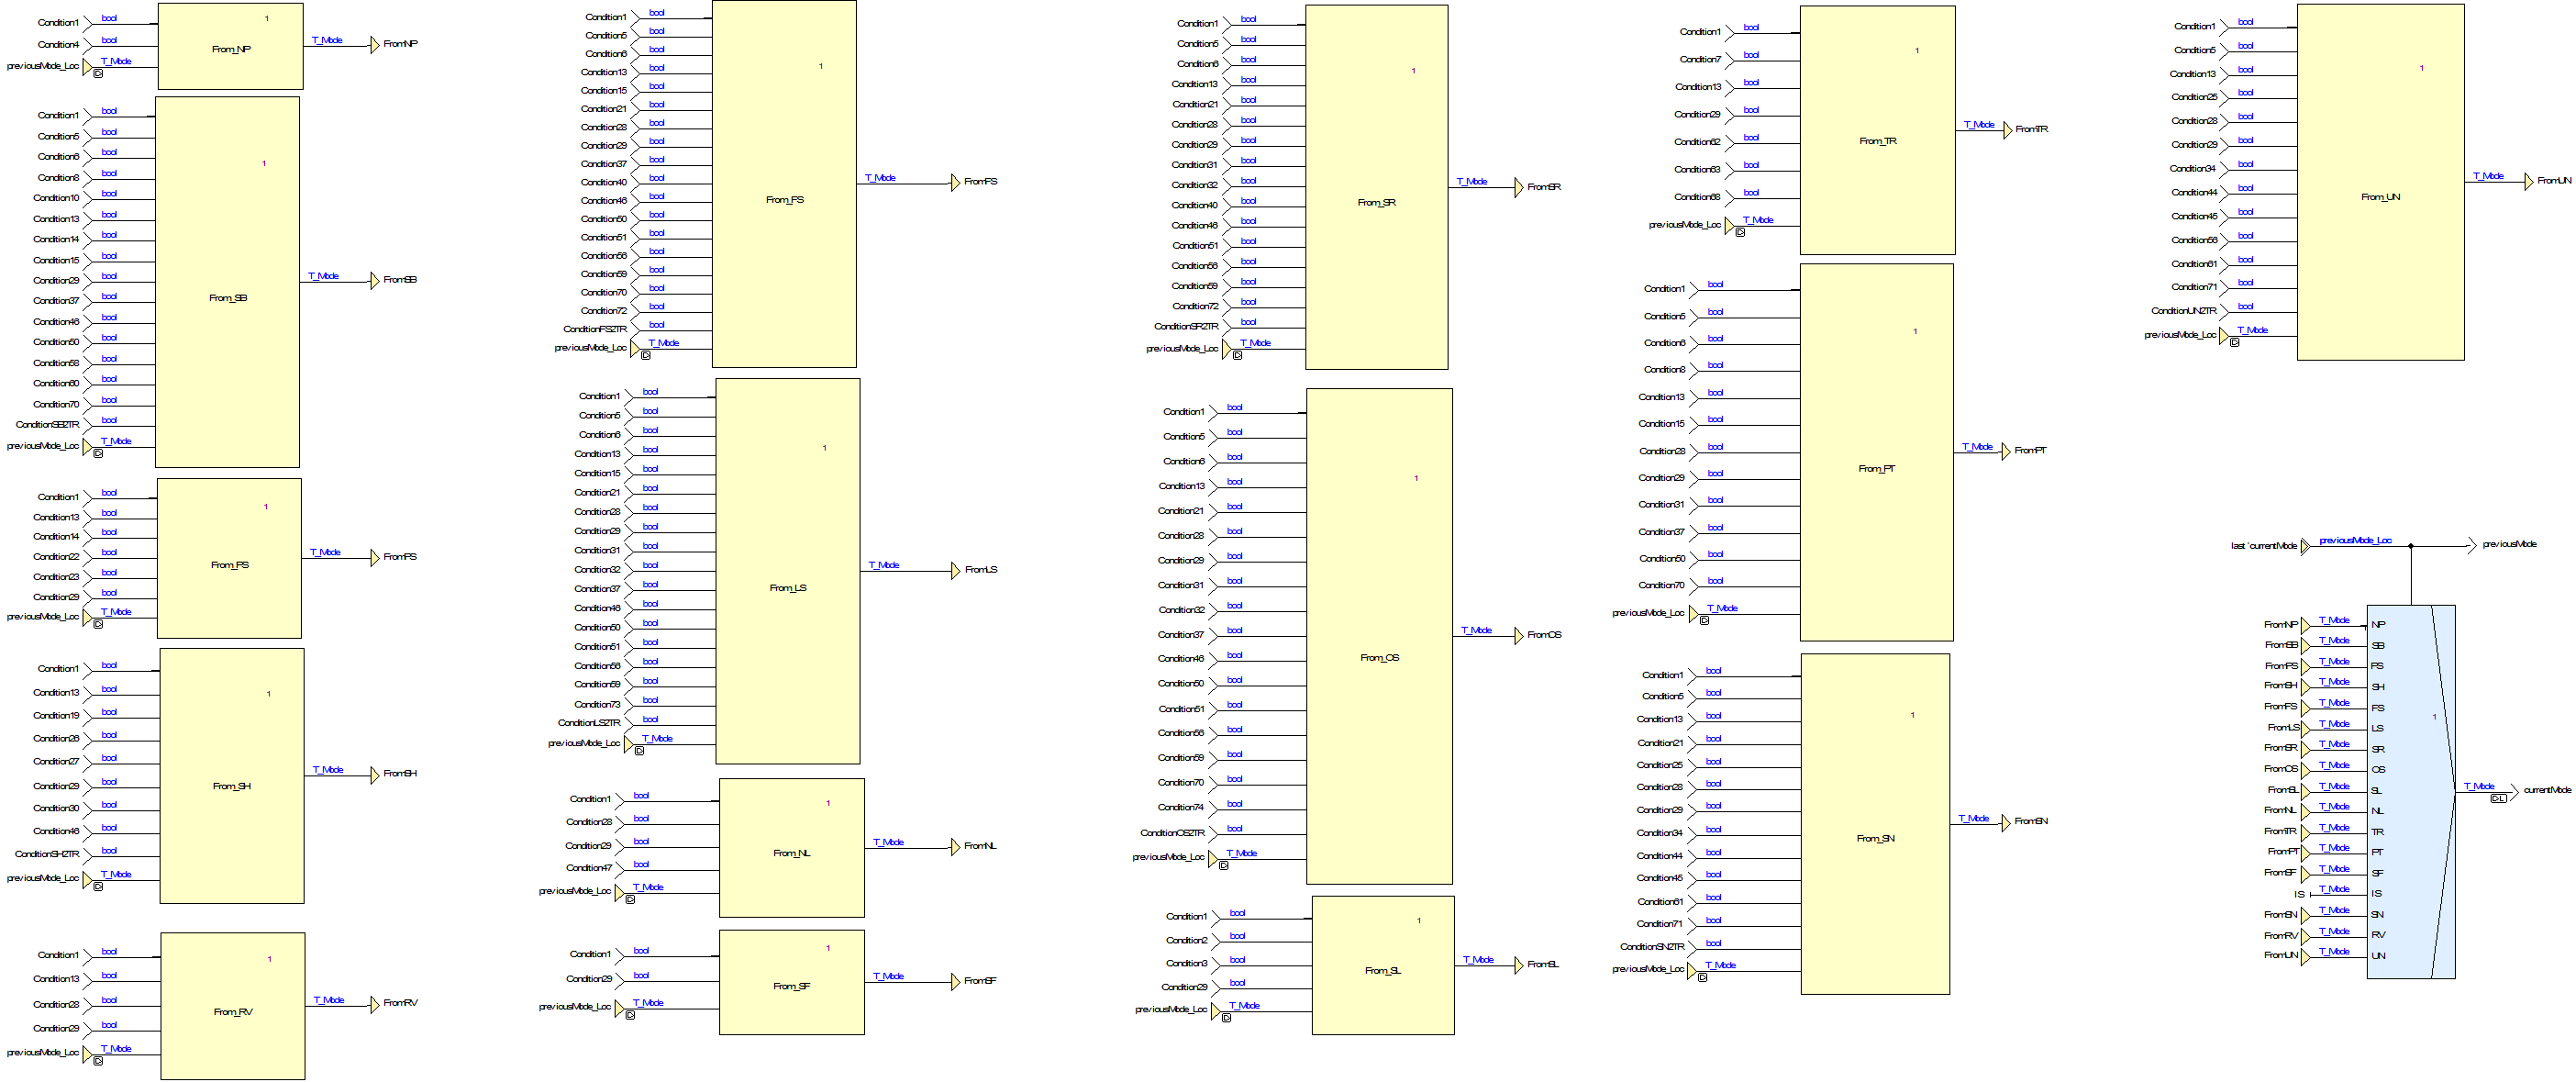 Condition1 bool
Condition4 bool
previousMode_Loc T_Mode
1
From_NP
T_Mode FromNP
Condition1 bool
Condition5 bool
Condition6 bool
Condition8 bool
Condition10 bool
Condition13 bool
Condition14 bool
Condition15 bool
Condition29 bool
Condition37 bool
Condition46 bool
Condition50 bool
Condition58 bool
Condition60 bool
Condition70 bool
ConditionSB2TR bool
previousMode_Loc T_Mode
1
From_SB
T_Mode FromSB
Condition1 bool
Condition13 bool
Condition14 bool
Condition22 bool
Condition23 bool
Condition29 bool
previousMode_Loc T_Mode
1
From_PS
T_Mode FromPS
Condition1 bool
Condition13 bool
Condition19 bool
Condition26 bool
Condition27 bool
Condition29 bool
Condition30 bool
Condition46 bool
ConditionSH2TR bool
previousMode_Loc T_Mode
1
From_SH
T_Mode FromSH
Condition1 bool
Condition13 bool
Condition28 bool
Condition29 bool
previousMode_Loc T_Mode
1
From_RV
T_Mode FromRV
Condition1 bool
Condition5 bool
Condition6 bool
Condition13 bool
Condition15 bool
Condition21 bool
Condition28 bool
Condition29 bool
Condition37 bool
Condition40 bool
Condition46 bool
Condition50 bool
Condition51 bool
Condition56 bool
Condition59 bool
Condition70 bool
Condition72 bool
ConditionFS2TR bool
previousMode_Loc T_Mode
1
From_FS
T_Mode FromFS
Condition1 bool
Condition5 bool
Condition6 bool
Condition13 bool
Condition15 bool
Condition21 bool
Condition28 bool
Condition29 bool
Condition31 bool
Condition32 bool
Condition37 bool
Condition46 bool
Condition50 bool
Condition51 bool
Condition56 bool
Condition59 bool
Condition73 bool
ConditionLS2TR bool
previousMode_Loc T_Mode
1
From_LS
T_Mode FromLS
Condition1 bool
Condition28 bool
Condition29 bool
Condition47 bool
previousMode_Loc T_Mode
1
From_NL
T_Mode FromNL
Condition1 bool
Condition29 bool
previousMode_Loc T_Mode
1
From_SF
T_Mode FromSF
Condition1 bool
Condition5 bool
Condition6 bool
Condition13 bool
Condition21 bool
Condition28 bool
Condition29 bool
Condition31 bool
Condition32 bool
Condition40 bool
Condition46 bool
Condition51 bool
Condition56 bool
Condition59 bool
Condition72 bool
ConditionSR2TR bool
previousMode_Loc T_Mode
1
From_SR
T_Mode FromSR
Condition1 bool
Condition5 bool
Condition6 bool
Condition13 bool
Condition21 bool
Condition28 bool
Condition29 bool
Condition31 bool
Condition32 bool
Condition37 bool
Condition46 bool
Condition50 bool
Condition51 bool
Condition56 bool
Condition59 bool
Condition70 bool
Condition74 bool
ConditionOS2TR bool
previousMode_Loc T_Mode
1
From_OS
T_Mode FromOS
Condition1 bool
Condition2 bool
Condition3 bool
Condition29 bool
previousMode_Loc T_Mode
1
From_SL
T_Mode FromSL
Condition1 bool
Condition7 bool
Condition13 bool
Condition29 bool
Condition62 bool
Condition63 bool
Condition68 bool
previousMode_Loc T_Mode
1
From_TR
T_Mode FromTR
Condition1 bool
Condition5 bool
Condition6 bool
Condition8 bool
Condition13 bool
Condition15 bool
Condition28 bool
Condition29 bool
Condition31 bool
Condition37 bool
Condition50 bool
Condition70 bool
previousMode_Loc T_Mode
1
From_PT
T_Mode FromPT
Condition1 bool
Condition5 bool
Condition13 bool
Condition21 bool
Condition25 bool
Condition28 bool
Condition29 bool
Condition34 bool
Condition44 bool
Condition45 bool
Condition61 bool
Condition71 bool
ConditionSN2TR bool
previousMode_Loc T_Mode
1
From_SN
T_Mode FromSN
Condition1 bool
Condition5 bool
Condition13 bool
Condition25 bool
Condition28 bool
Condition29 bool
Condition34 bool
Condition44 bool
Condition45 bool
Condition56 bool
Condition61 bool
Condition71 bool
ConditionUN2TR bool
previousMode_Loc T_Mode
1
From_UN
T_Mode FromUN
last 'currentMode previousMode_Loc previousMode
FromNP T_Mode NP
FromSB T_Mode SB
FromPS T_Mode PS
FromSH T_Mode SH
FromFS T_Mode FS
FromLS T_Mode LS
FromSR T_Mode SR
FromOS T_Mode OS
FromSL T_Mode SL
FromNL T_Mode NL
FromTR T_Mode TR
FromPT T_Mode PT
FromSF T_Mode SF
IS T_Mode IS
FromSN T_Mode SN
FromRV T_Mode RV
FromUN T_Mode UN
1
T_Mode currentMode